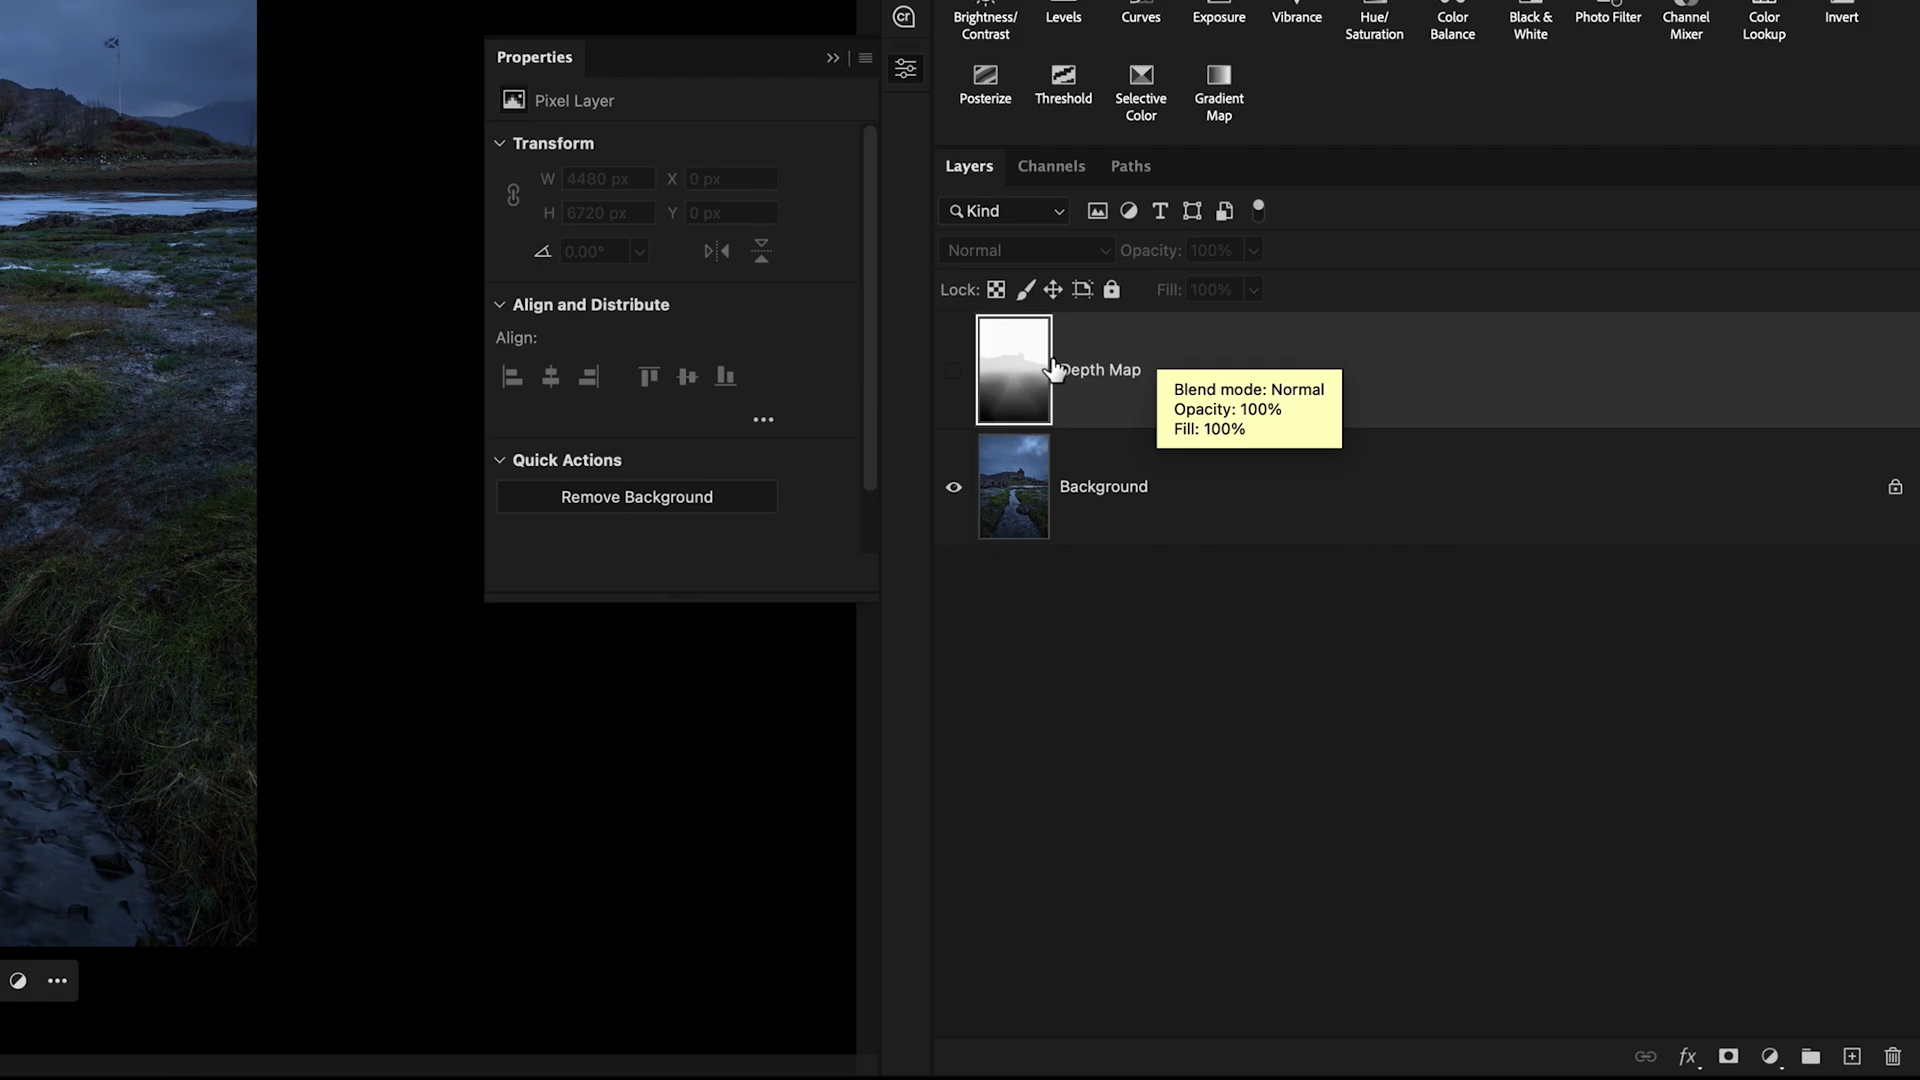 cr
Brightness/
Contrast
Levels
Curves
Exposure
Vibrance
Hue/
Saturation
Color
Balance
Black &
White
Photo Filter
Channel
Mixer
Color
Lookup
Invert
Posterize
Threshold
Selective
Color
Gradient
Map
Properties
Pixel Layer
Transform
W 4480 px X 0 px
H 6720 px Y 0 px
0.00°
Align and Distribute
Align:
Quick Actions
Remove Background
Layers Channels Paths
Kind
Normal Opacity: 100%
Lock: Fill: 100%
Depth Map
Blend mode: Normal
Opacity: 100%
Fill: 100%
Background
fx